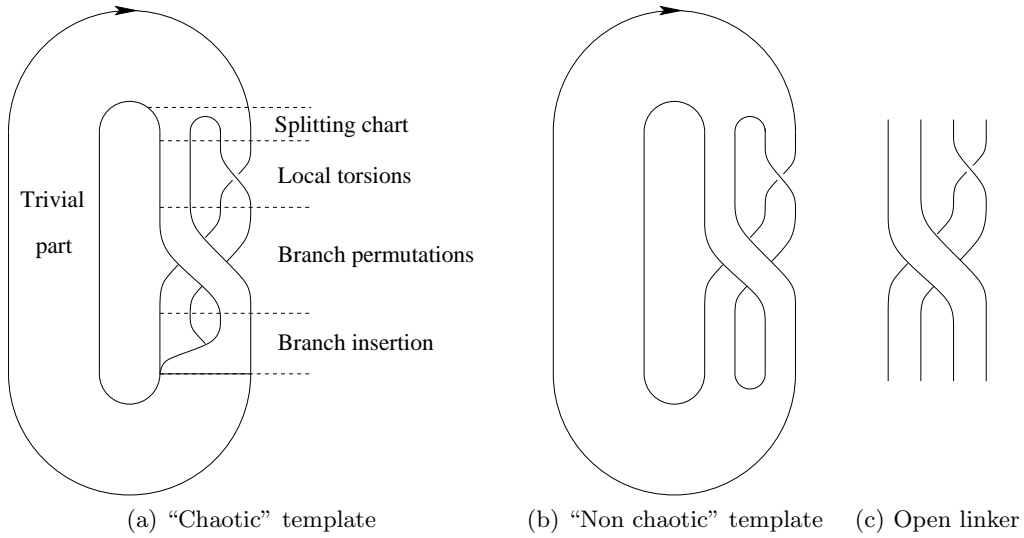 Splitting chart
Local torsions
Trivial
part
Branch permutations
Branch insertion
(a) “Chaotic” template
(b) “Non chaotic” template
(c) Open linker